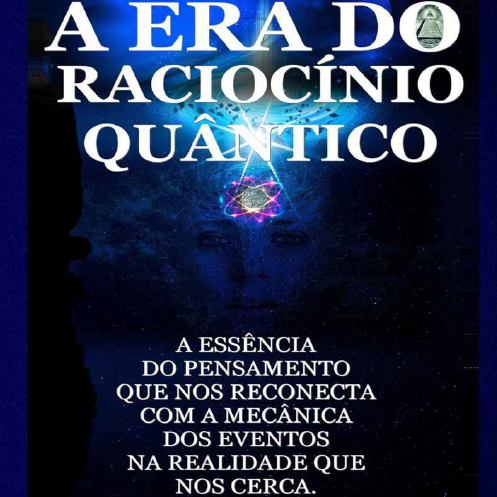 A ERA DO
RACIOCÍNIO
QUÂNTICO
A ESSÊNCIA
DO PENSAMENTO
QUE NOS RECONECTA
COM A MECÂNICA
DOS EVENTOS
NA REALIDADE QUE
NOS CERCA.